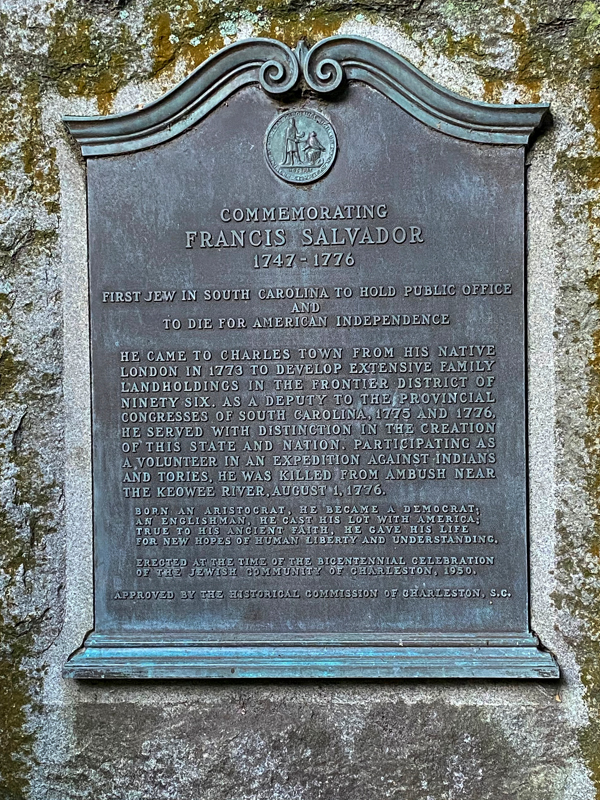 COMMEMORATING
FRANCIS SALVADOR
1747-1776
FIRST JEW IN SOUTH CAROLINA TO HOLD PUBLIC OFFICE
AND
TO DIE FOR AMERICAN INDEPENDENCE
HE CAME TO CHARLES TOWN FROM HIS NATIVE
LONDON IN 1773 TO DEVELOP EXTENSIVE FAMILY
LANDHOLDINGS IN THE FRONTIER DISTRICT OF
NINETY SIX. AS A DEPUTY TO THE PROVINCIAL
CONGRESSES OF SOUTH CAROLINA, 1775 AND 1776,
HE SERVED WITH DISTINCTION IN THE CREATION
OF THIS STATE AND NATION. PARTICIPATING AS
A VOLUNTEER IN AN EXPEDITION AGAINST INDIANS
AND TORIES, HE WAS KILLED FROM AMBUSH NEAR
THE KEOWEE RIVER, AUGUST 1, 1776.
BORN AN ARISTOCRAT, HE BECAME A DEMOCRAT;
AN ENGLISHMAN, HE CAST HIS LOT WITH AMERICA;
TRUE TO HIS ANCIENT FAITH, HE GAVE HIS LIFE
FOR NEW HOPES OF HUMAN LIBERTY AND UNDERSTANDING.
ERECTED AT THE TIME OF THE BICENTENNIAL CELEBRATION
OF THE JEWISH COMMUNITY OF CHARLESTON, 1950.
APPROVED BY THE HISTORICAL COMMISSION OF CHARLESTON, S.C.